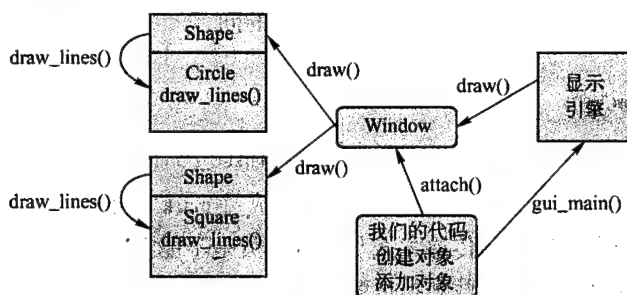 Shape
draw_lines()
Circle
draw_lines()
draw()
draw()
显示
引擎
Window
Shape
draw()
draw_lines()
Square
draw_lines()
attach()
gui_main()
我们的代码
创建对象
添加对象